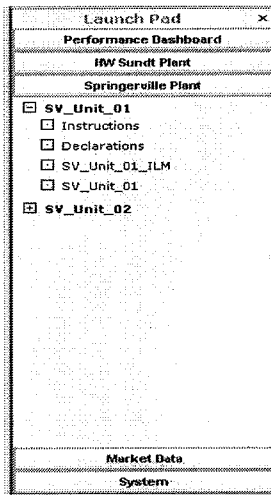 Launch Pad ×
Performance Dashboard
HW Sundt Plant
Springerville Plant
SV_Unit_01
Instructions
Declarations
SV_Unit_01_ILM
SV_Unit_01
SV_Unit_02
Market Data
System